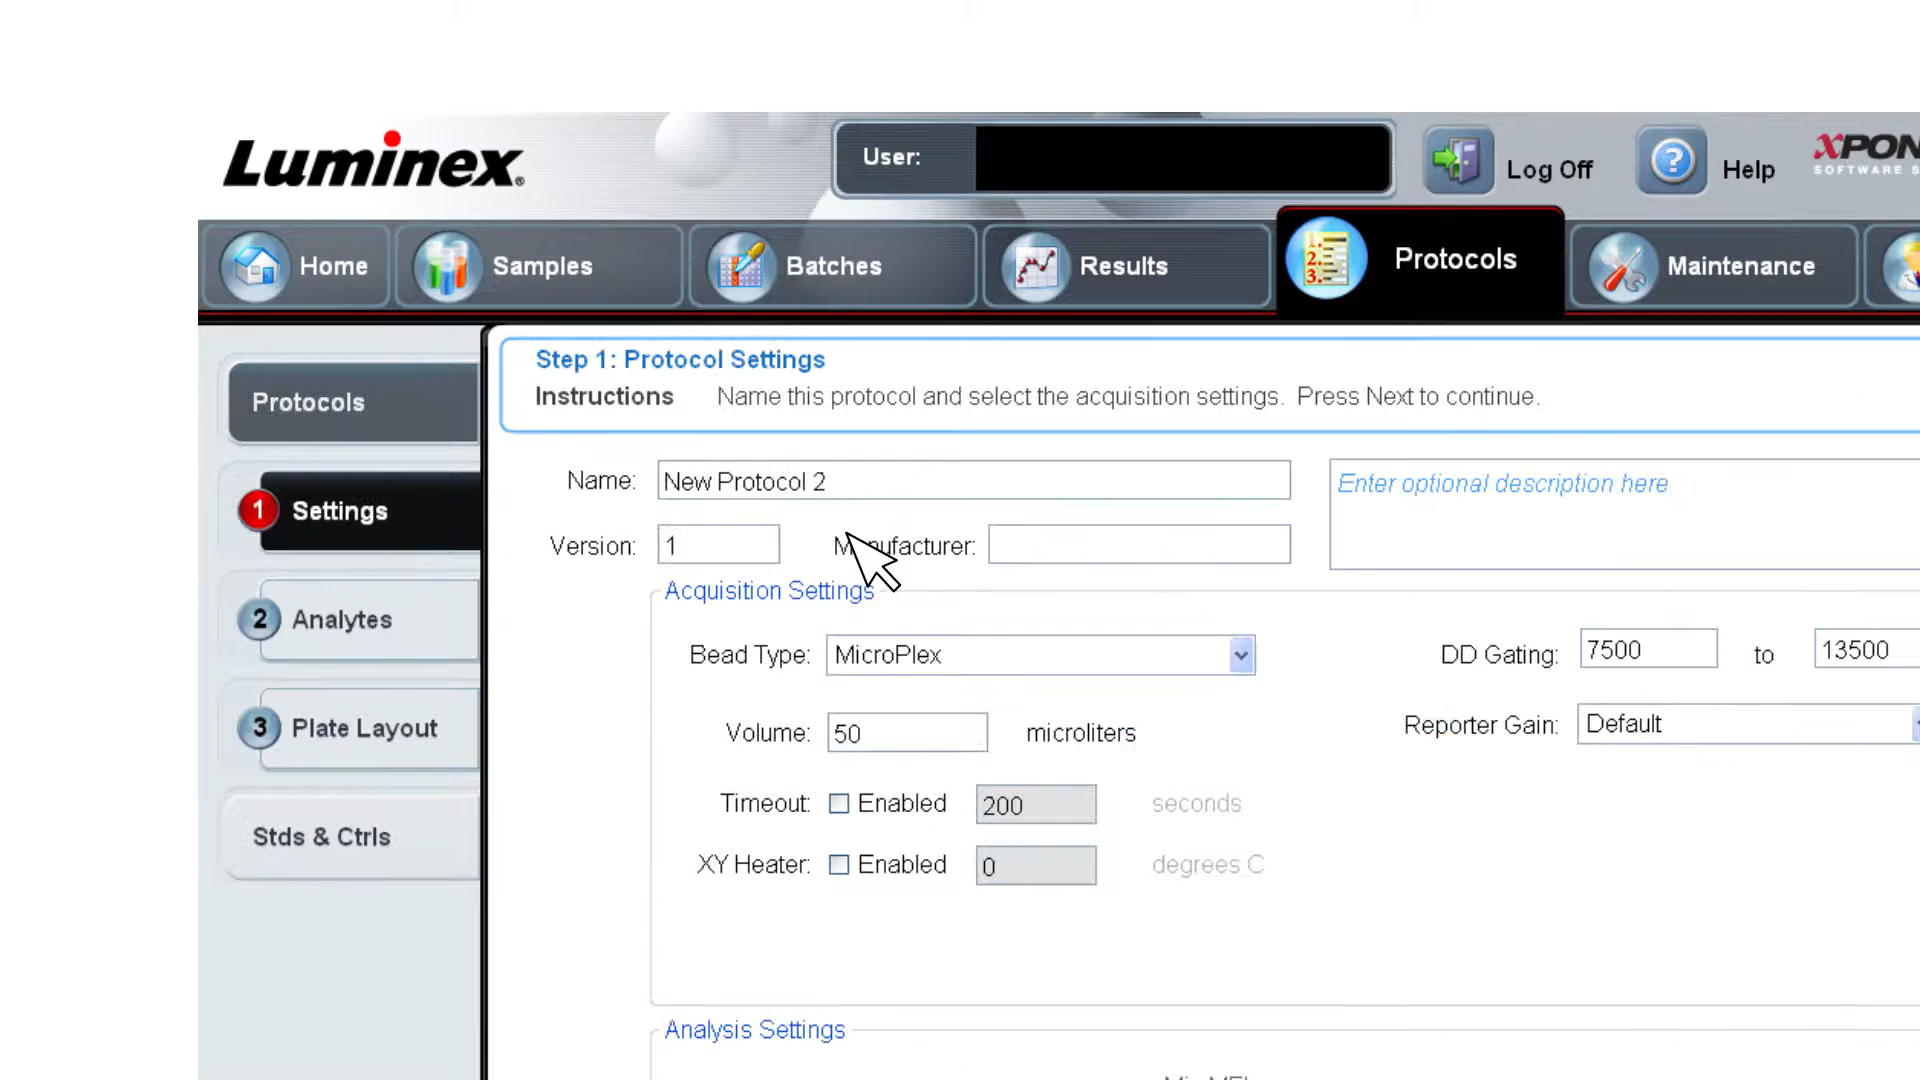 Luminex®
User:
Log Off
Help
XPON
SOFTWARE S
Home
Samples
Batches
Results
Protocols
Maintenance
Protocols
1 Settings
2 Analytes
3 Plate Layout
Stds & Ctrls
Step 1: Protocol Settings
Instructions Name this protocol and select the acquisition settings. Press Next to continue.
Name: New Protocol 2
Enter optional description here
Version: 1 Manufacturer:
Acquisition Settings
Bead Type: MicroPlex
DD Gating: 7500 to 13500
Volume: 50 microliters
Reporter Gain: Default
Timeout: Enabled 200 seconds
XY Heater: Enabled 0 degrees C
Analysis Settings